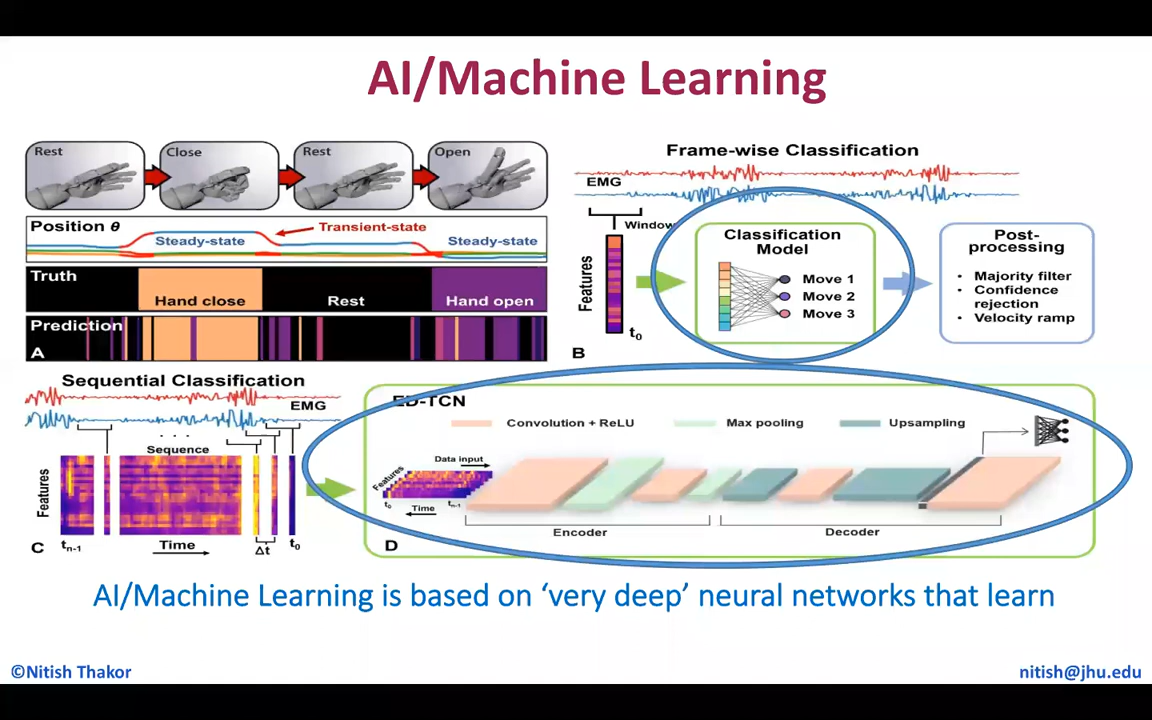 AI/Machine Learning
Rest
Close
Rest
Open
Position θ
Transient-state
Steady-state
Steady-state
Truth
Hand close
Rest
Hand open
Prediction
A
Frame-wise Classification
EMG
Window
Features
t0
B
Classification
Model
Move 1
Move 2
Move 3
Post-
processing
• Majority filter
• Confidence
rejection
• Velocity ramp
Sequential Classification
EMG
. . .
Sequence
Features
C
tn-1
Time
Δt
t0
ED-TCN
Convolution + ReLU
Max pooling
Upsampling
Data input
Features
t0
Time
tn-1
Encoder
Decoder
D
AI/Machine Learning is based on ‘very deep’ neural networks that learn
©Nitish Thakor
nitish@jhu.edu